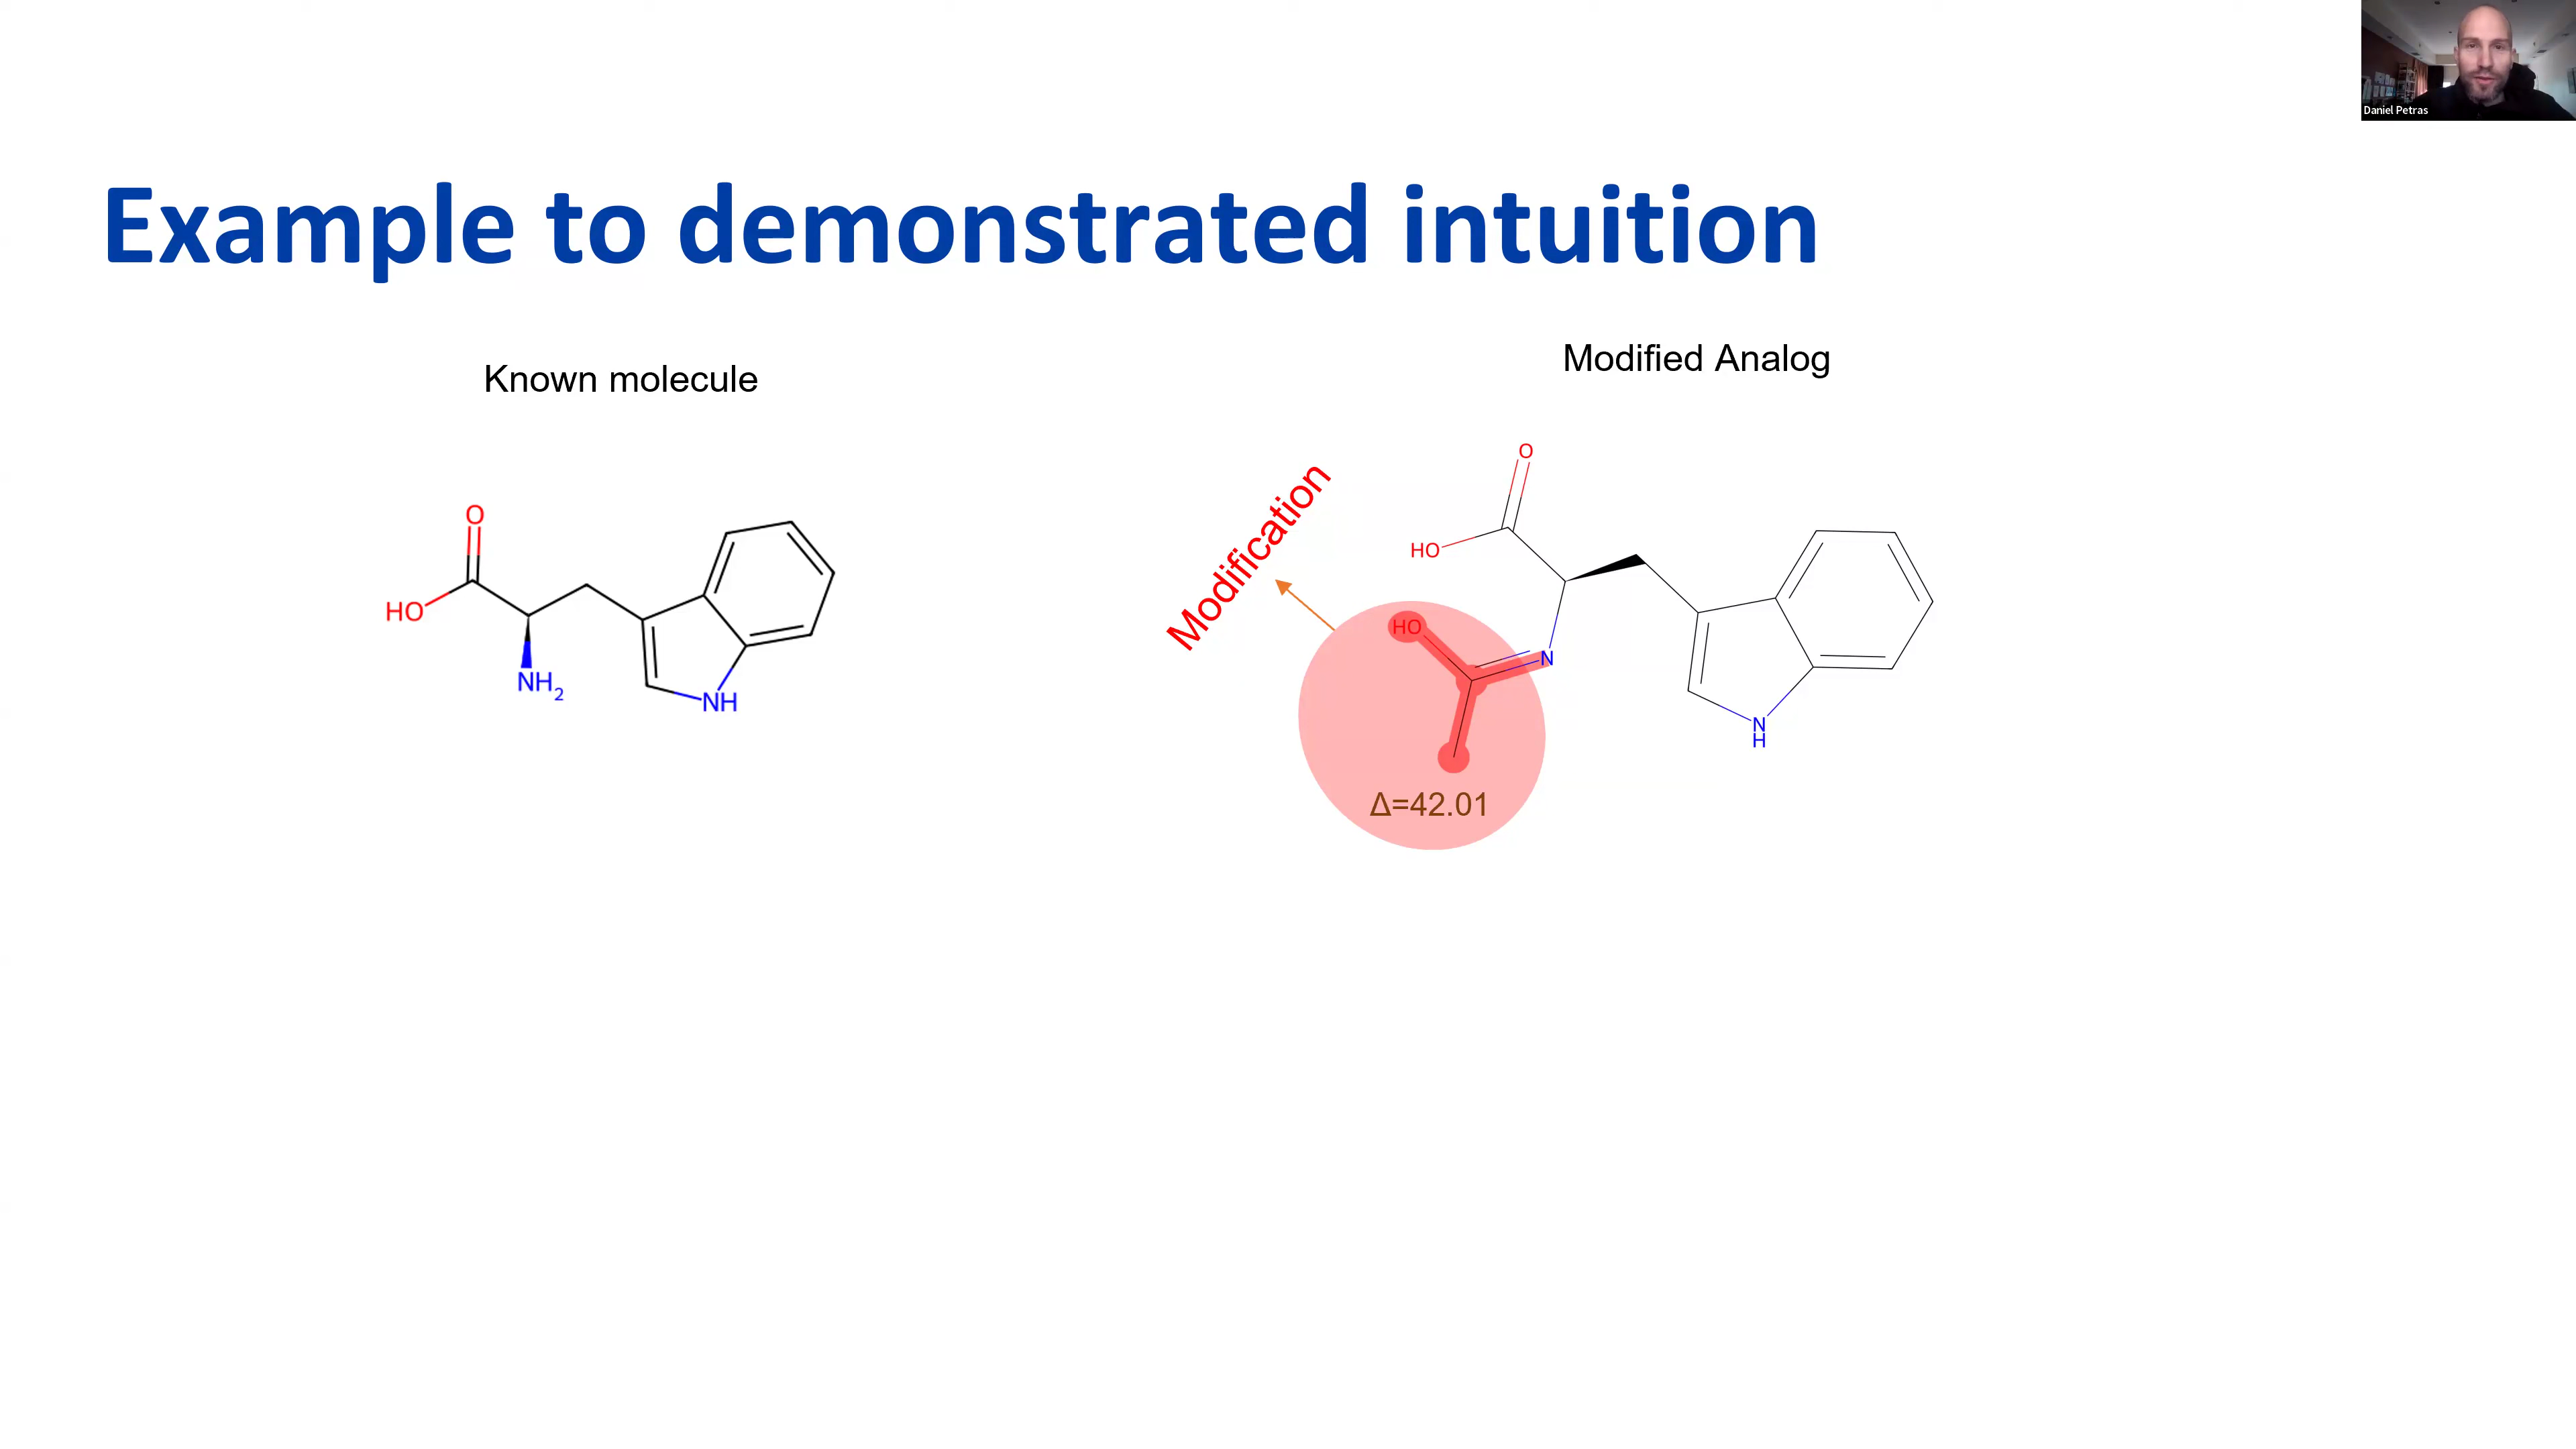 Daniel Petras
Example to demonstrated intuition
Known molecule
Modified Analog
O
HO
NH2
NH
Modification
O
HO
HO
N
N
H
Δ=42.01